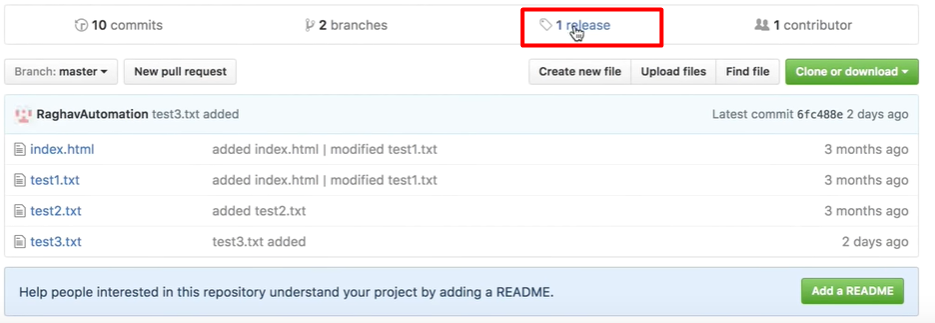 10 commits 2 branches 1 release 1 contributor
Branch: master New pull request Create new file Upload files Find file Clone or download
RaghavAutomation test3.txt added Latest commit 6fc488e 2 days ago
index.html added index.html | modified test1.txt 3 months ago
test1.txt added index.html | modified test1.txt 3 months ago
test2.txt added test2.txt 3 months ago
test3.txt test3.txt added 2 days ago
Help people interested in this repository understand your project by adding a README. Add a README